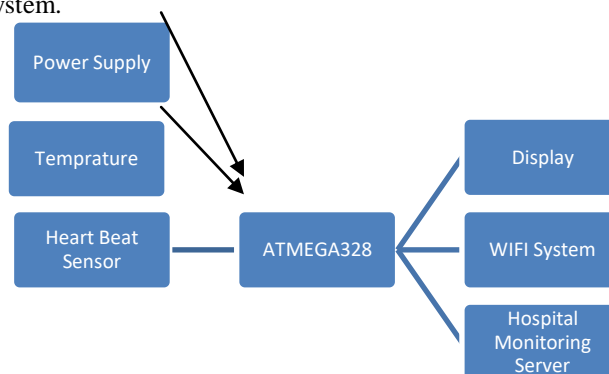 ystem.
Power Supply
Temprature
Heart Beat
Sensor
ATMEGA328
Display
WIFI System
Hospital
Monitoring
Server